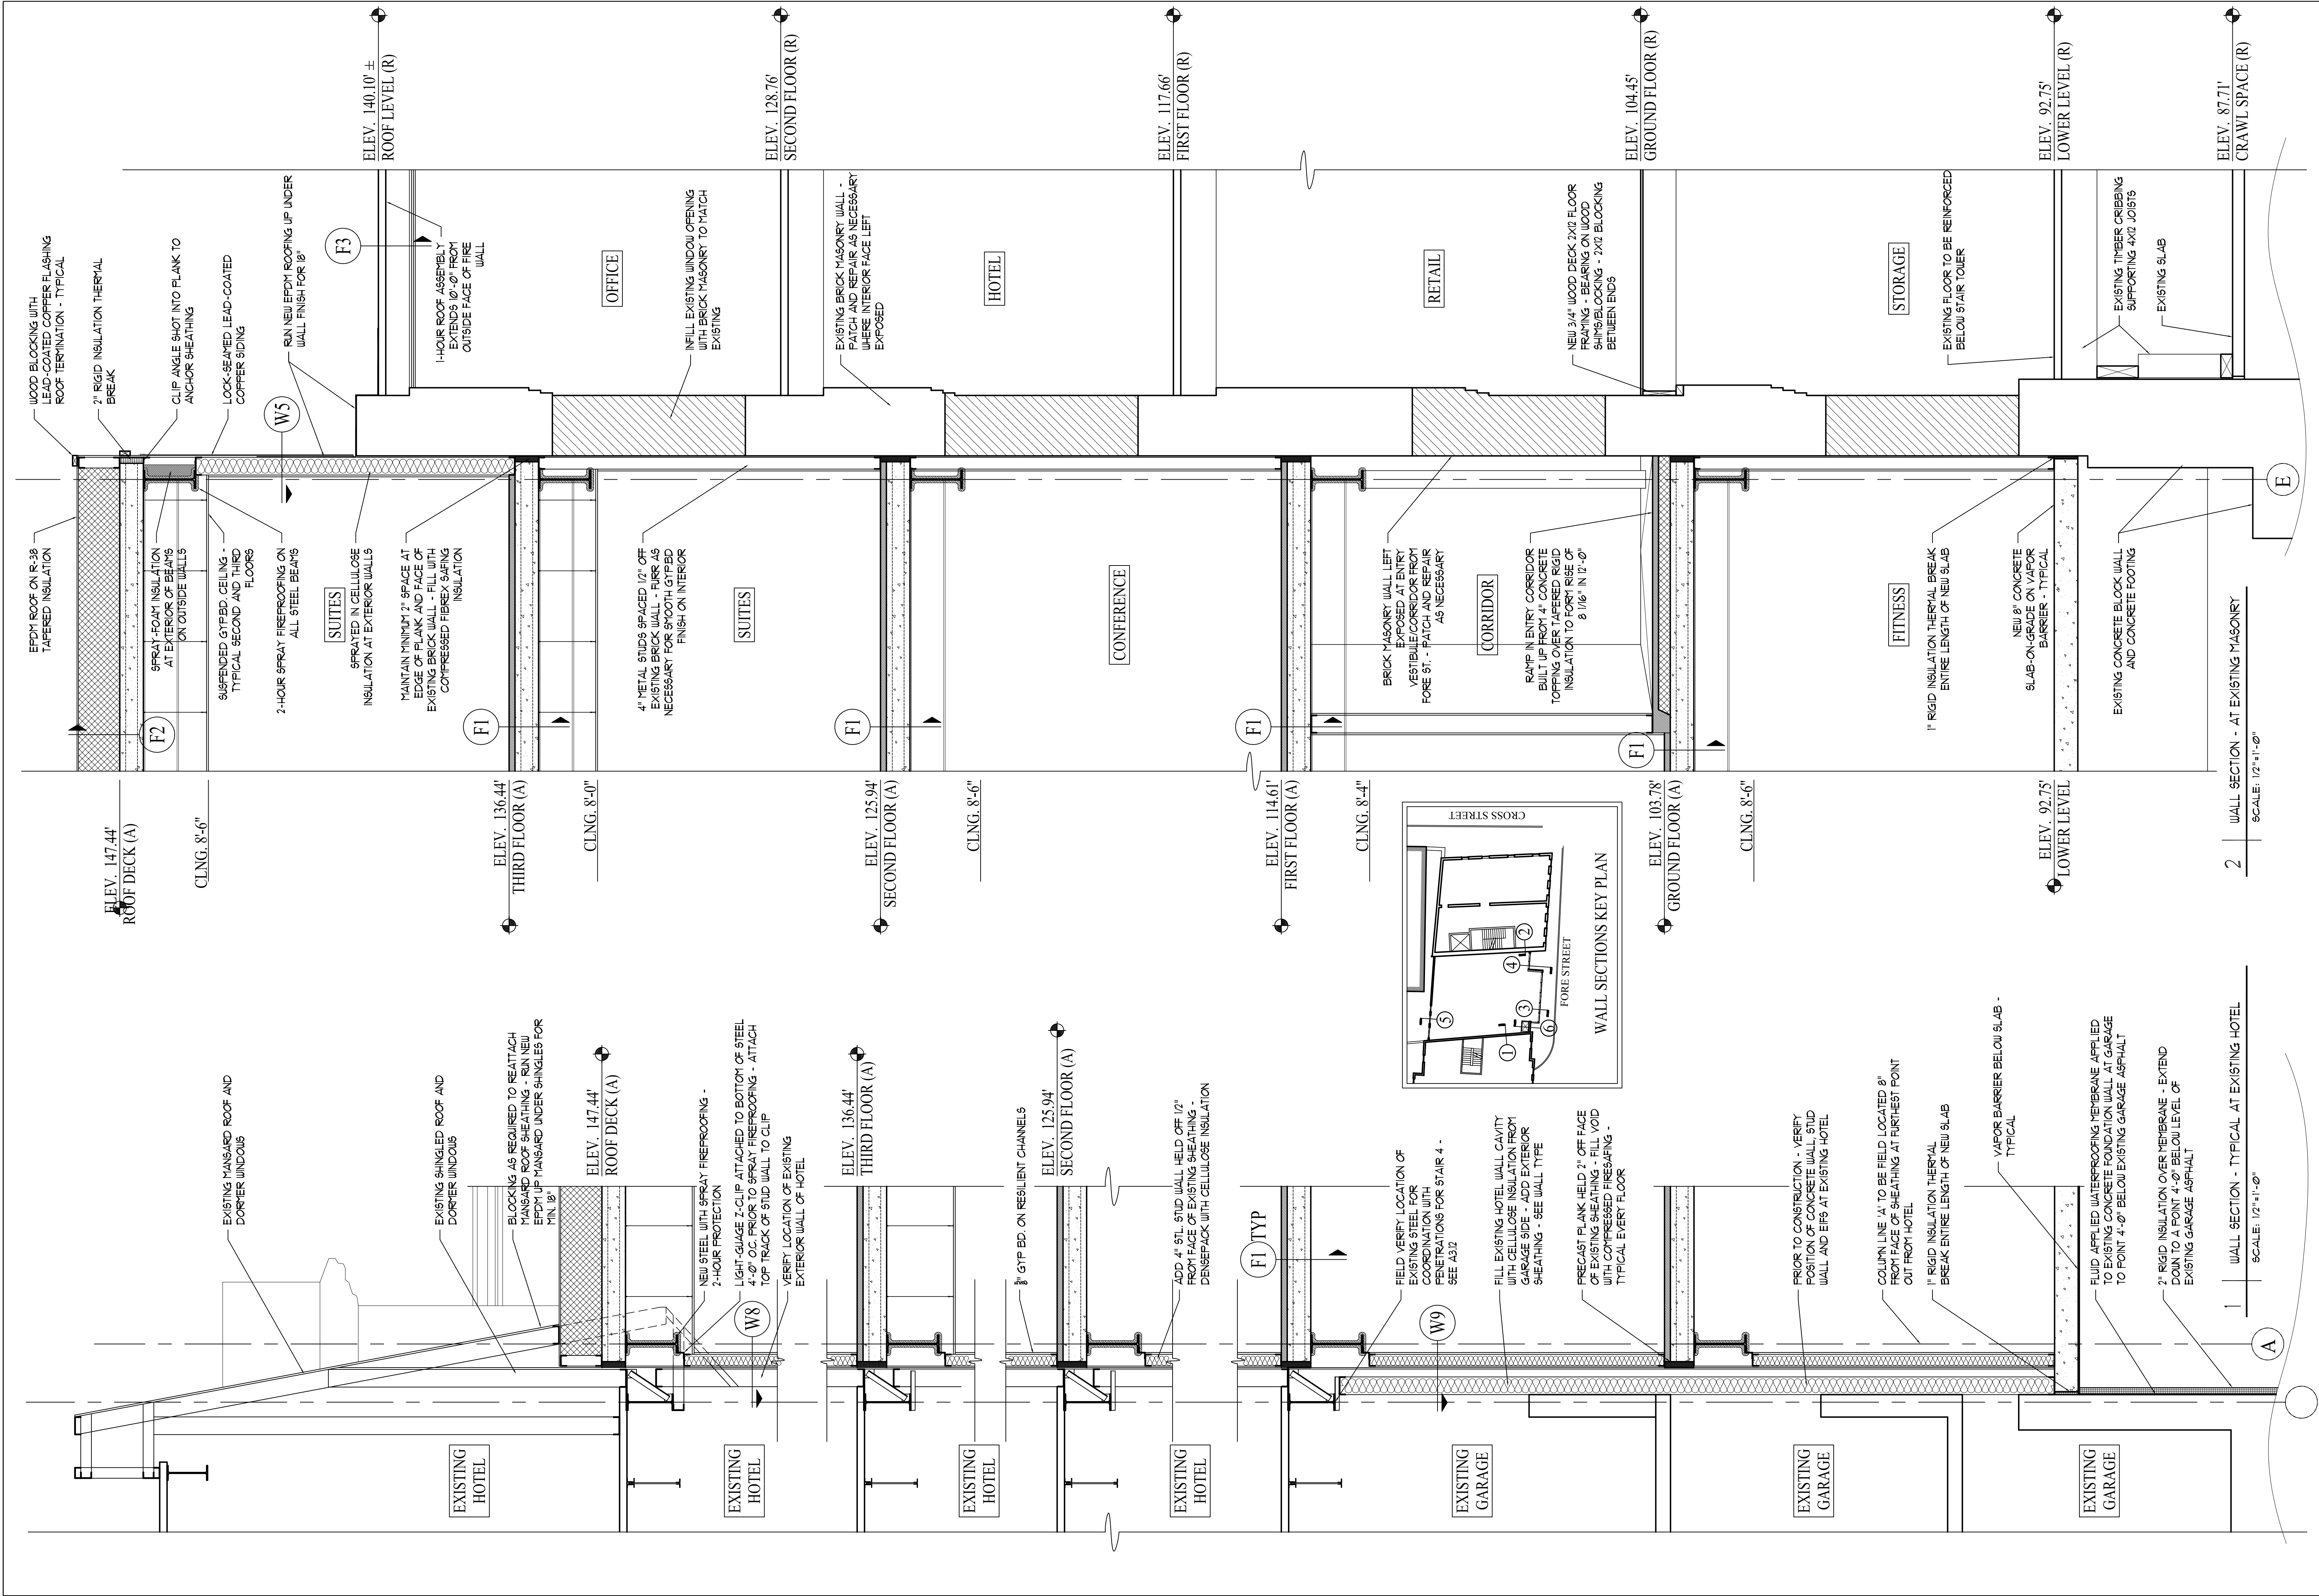 EXISTING MANSARD ROOF AND
DORMER WINDOWS
EXISTING SHINGLED ROOF AND
DORMER WINDOWS
BLOCKING AS REQUIRED TO REATTACH
MANSARD ROOF SHEATHING - RUN NEW
EPDM UP MANSARD UNDER SHINGLES FOR
MIN. 18"
ELEV. 147.44'
ROOF DECK (A)
NEW STEEL WITH SPRAY FIREPROOFING -
2-HOUR PROTECTION
LIGHT-GUAGE Z-CLIP ATTACHED TO BOTTOM OF STEEL
4'-0" O.C. PRIOR TO SPRAY FIREPROOFING - ATTACH
TOP TRACK OF STUD WALL TO CLIP
W8
VERIFY LOCATION OF EXISTING
EXTERIOR WALL OF HOTEL
ELEV. 136.44'
THIRD FLOOR (A)
5/8" GYP BD. ON RESILIENT CHANNELS
ELEV. 125.94'
SECOND FLOOR (A)
ADD 4" STL. STUD WALL HELD OFF 1/2"
FROM FACE OF EXISTING SHEATHING -
DENSEPACK WITH CELLULOSE INSULATION
F1 TYP
FIELD VERIFY LOCATION OF
EXISTING STEEL FOR
COORDINATION WITH
PENETRATIONS FOR STAIR 4 -
SEE A3.12
W9
FILL EXISTING HOTEL WALL CAVITY
WITH CELLULOSE INSULATION FROM
GARAGE SIDE - ADD EXTERIOR
SHEATHING - SEE WALL TYPE
PRECAST PLANK HELD 2" OFF FACE
OF EXISTING SHEATHING - FILL VOID
WITH COMPRESSED FIRESAFING -
TYPICAL EVERY FLOOR
PRIOR TO CONSTRUCTION - VERIFY
POSITION OF CONCRETE WALL, STUD
WALL AND EIFS AT EXISTING HOTEL
COLUMN LINE 'A' TO BE FIELD LOCATED 8"
FROM FACE OF SHEATHING AT FURTHEST POINT
OUT FROM HOTEL
1" RIGID INSULATION THERMAL
BREAK ENTIRE LENGTH OF NEW SLAB
VAPOR BARRIER BELOW SLAB -
TYPICAL
FLUID APPLIED WATERPROOFING MEMBRANE APPLIED
TO EXISTING CONCRETE FOUNDATION WALL AT GARAGE
TO POINT 4'-0" BELOW EXISTING GARAGE ASPHALT
2" RIGID INSULATION OVER MEMBRANE - EXTEND
DOWN TO A POINT 4'-0" BELOW LEVEL OF
EXISTING GARAGE ASPHALT
EXISTING
HOTEL
EXISTING
HOTEL
EXISTING
HOTEL
EXISTING
HOTEL
EXISTING
GARAGE
EXISTING
GARAGE
EXISTING
GARAGE
A
1 WALL SECTION - TYPICAL AT EXISTING HOTEL
SCALE: 1/2"=1'-0"
CROSS STREET
FORE STREET
1
2
3
4
5
6
WALL SECTIONS KEY PLAN
ELEV. 147.44'
ROOF DECK (A)
CLNG. 8'-6"
ELEV. 136.44'
THIRD FLOOR (A)
CLNG. 8'-0"
ELEV. 125.94'
SECOND FLOOR (A)
CLNG. 8'-6"
ELEV. 114.61'
FIRST FLOOR (A)
CLNG. 8'-4"
ELEV. 103.78'
GROUND FLOOR (A)
CLNG. 8'-6"
ELEV. 92.75'
LOWER LEVEL
EPDM ROOF ON R-38
TAPERED INSULATION
F2
SPRAY-FOAM INSULATION
AT EXTERIOR OF BEAMS
ON OUTSIDE WALLS
SUSPENDED GYP.BD. CEILING -
TYPICAL SECOND AND THIRD
FLOORS
2-HOUR SPRAY FIREPROOFING ON
ALL STEEL BEAMS
SUITES
SPRAYED IN CELLULOSE
INSULATION AT EXTERIOR WALLS
MAINTAIN MINIMUM 2" SPACE AT
EDGE OF PLANK AND FACE OF
EXISTING BRICK WALL - FILL WITH
COMPRESSED FIBREX SAFING
INSULATION
F1
4" METAL STUDS SPACED 1/2" OFF
EXISTING BRICK WALL - FURR AS
NECESSARY FOR SMOOTH GYP.BD
FINISH ON INTERIOR
SUITES
F1
CONFERENCE
F1
BRICK MASONRY WALL LEFT
EXPOSED AT ENTRY
VESTIBULE/CORRIDOR FROM
FORE ST. - PATCH AND REPAIR
AS NECESSARY
CORRIDOR
RAMP IN ENTRY CORRIDOR
BUILT UP FROM 4" CONCRETE
TOPPING OVER TAPERED RIGID
INSULATION TO FORM RISE OF
8 1/16" IN 12'-0"
F1
FITNESS
1" RIGID INSULATION THERMAL BREAK
ENTIRE LENGTH OF NEW SLAB
NEW 8" CONCRETE
SLAB-ON-GRADE ON VAPOR
BARRIER - TYPICAL
EXISTING CONCRETE BLOCK WALL
AND CONCRETE FOOTING
E
2 WALL SECTION - AT EXISTING MASONRY
SCALE: 1/2"=1'-0"
WOOD BLOCKING WITH
LEAD-COATED COPPER FLASHING
ROOF TERMINATION - TYPICAL
2" RIGID INSULATION THERMAL
BREAK
CLIP ANGLE SHOT INTO PLANK TO
ANCHOR SHEATHING
LOCK-SEAMED LEAD-COATED
COPPER SIDING
W5
RUN NEW EPDM ROOFING UP UNDER
WALL FINISH FOR 18"
F3
1-HOUR ROOF ASSEMBLY
EXTENDS 10'-0" FROM
OUTSIDE FACE OF FIRE
WALL
OFFICE
INFILL EXISTING WINDOW OPENING
WITH BRICK MASONRY TO MATCH
EXISTING
EXISTING BRICK MASONRY WALL -
PATCH AND REPAIR AS NECESSARY
WHERE INTERIOR FACE LEFT
EXPOSED
HOTEL
RETAIL
NEW 3/4" WOOD DECK 2X12 FLOOR
FRAMING - BEARING ON WOOD
SHIMS/BLOCKING - 2X12 BLOCKING
BETWEEN ENDS
STORAGE
EXISTING FLOOR TO BE REINFORCED
BELOW STAIR TOWER
EXISTING TIMBER CRIBBING
SUPPORTING 4X12 JOISTS
EXISTING SLAB
ELEV. 140.10' ±
ROOF LEVEL (R)
ELEV. 128.76'
SECOND FLOOR (R)
ELEV. 117.66'
FIRST FLOOR (R)
ELEV. 104.45'
GROUND FLOOR (R)
ELEV. 92.75'
LOWER LEVEL (R)
ELEV. 87.71'
CRAWL SPACE (R)